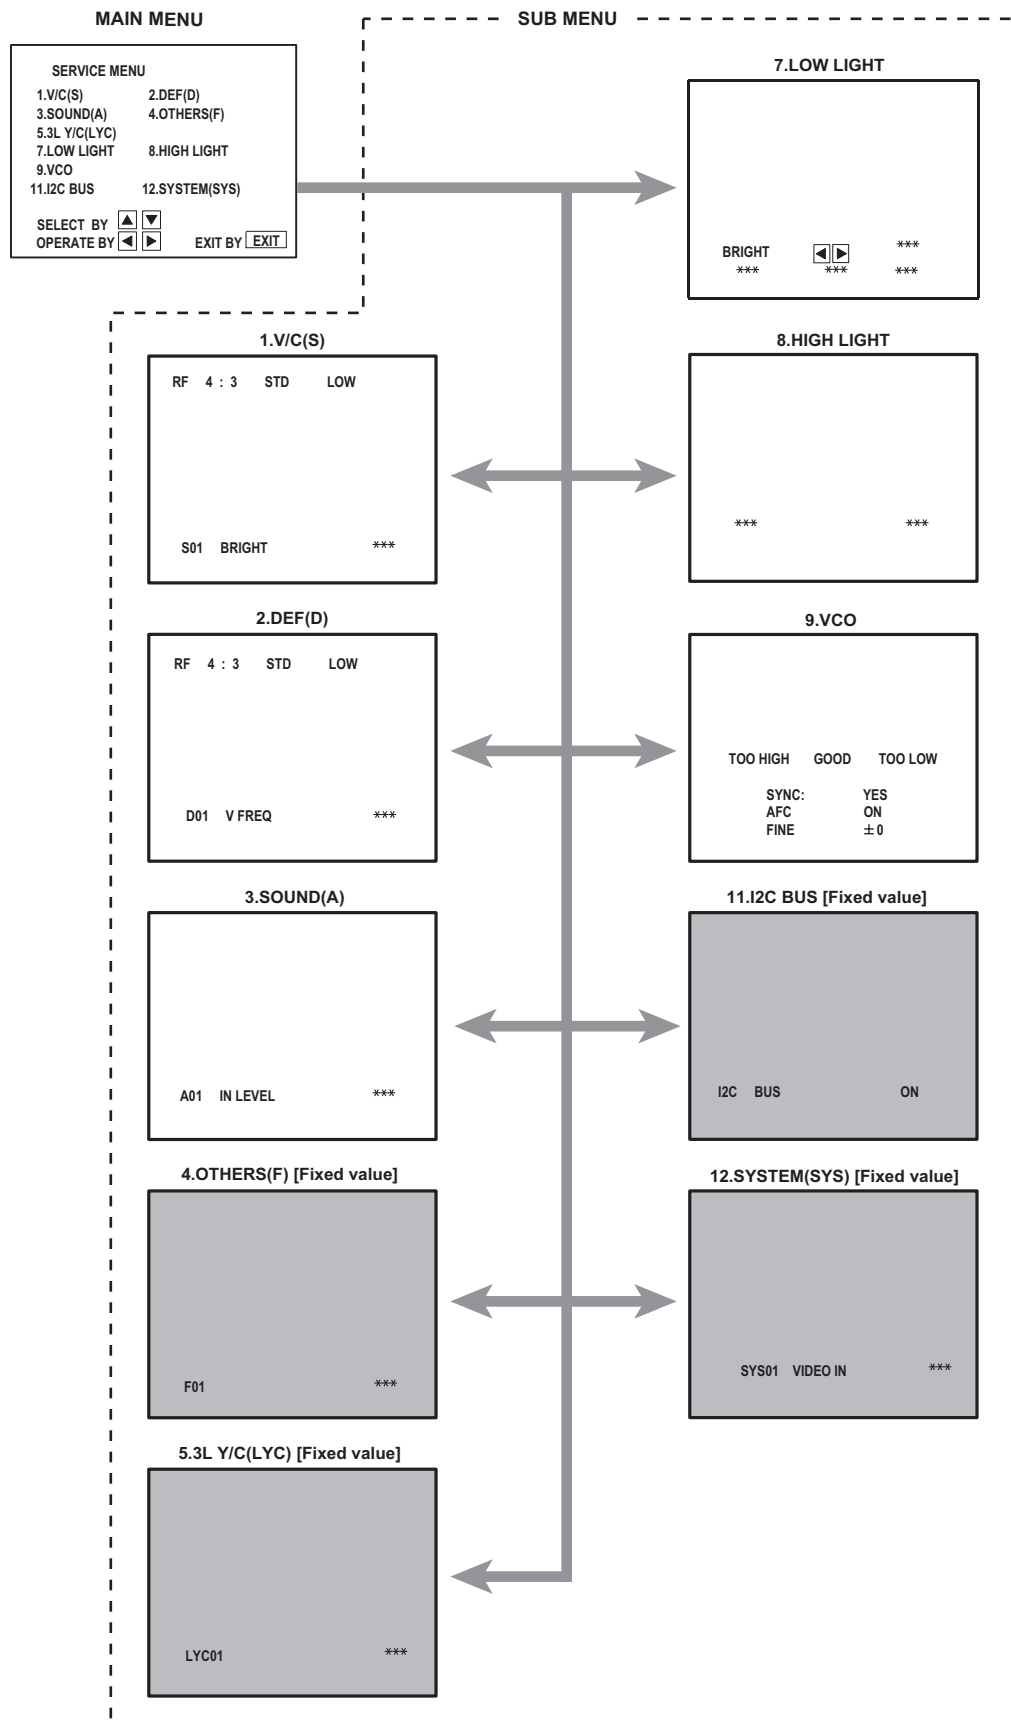 MAIN MENU
SUB MENU
SERVICE MENU
1.V/C(S) 2.DEF(D)
3.SOUND(A) 4.OTHERS(F)
5.3L Y/C(LYC)
7.LOW LIGHT 8.HIGH LIGHT
9.VCO
11.I2C BUS 12.SYSTEM(SYS)
SELECT BY ▲ ▼
OPERATE BY ◀ ▶ EXIT BY EXIT
7.LOW LIGHT
BRIGHT ◀ ▶ ***
*** *** ***
1.V/C(S)
RF 4 : 3 STD LOW
S01 BRIGHT ***
8.HIGH LIGHT
*** ***
2.DEF(D)
RF 4 : 3 STD LOW
D01 V FREQ ***
9.VCO
TOO HIGH GOOD TOO LOW
SYNC: YES
AFC ON
FINE ±0
3.SOUND(A)
A01 IN LEVEL ***
11.I2C BUS [Fixed value]
I2C BUS ON
4.OTHERS(F) [Fixed value]
F01 ***
12.SYSTEM(SYS) [Fixed value]
SYS01 VIDEO IN ***
5.3L Y/C(LYC) [Fixed value]
LYC01 ***